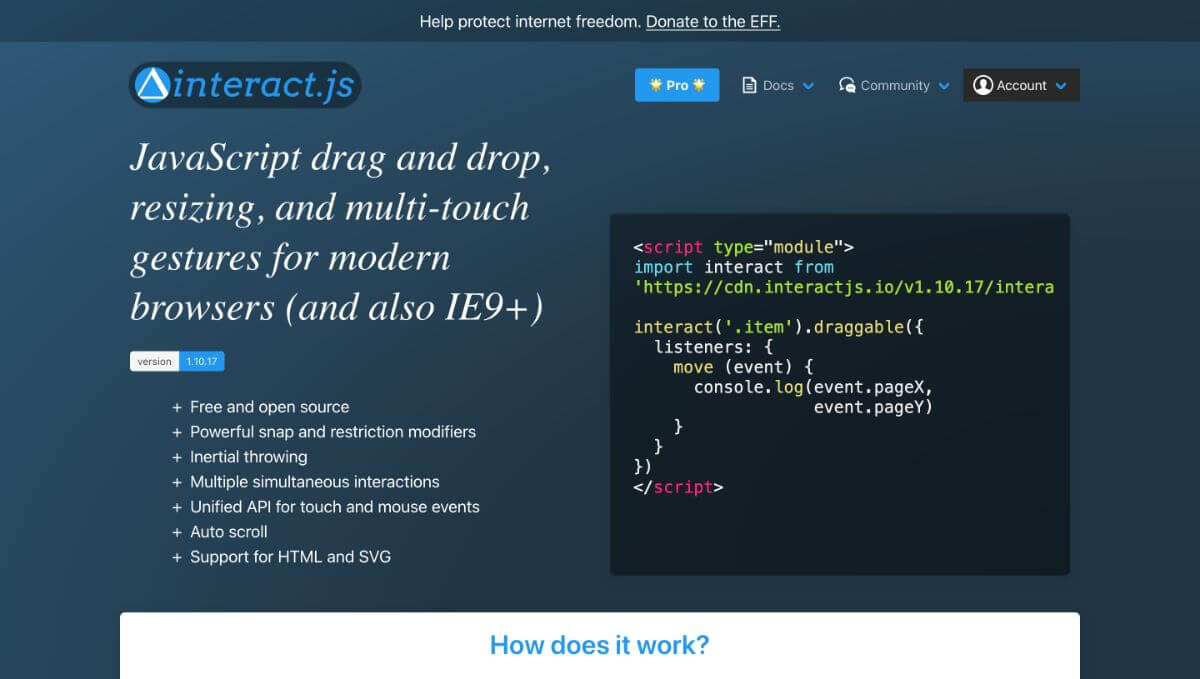 Help protect internet freedom. Donate to the EFF.
interact.js
Pro
Docs
Community
Account
JavaScript drag and drop,
resizing, and multi-touch
gestures for modern
browsers (and also IE9+)
version 1.10.17
+ Free and open source
+ Powerful snap and restriction modifiers
+ Inertial throwing
+ Multiple simultaneous interactions
+ Unified API for touch and mouse events
+ Auto scroll
+ Support for HTML and SVG
<script type="module">
import interact from
'https://cdn.interactjs.io/v1.10.17/intera
interact('.item').draggable({
  listeners: {
    move (event) {
      console.log(event.pageX,
                  event.pageY)
    }
  }
})
</script>
How does it work?